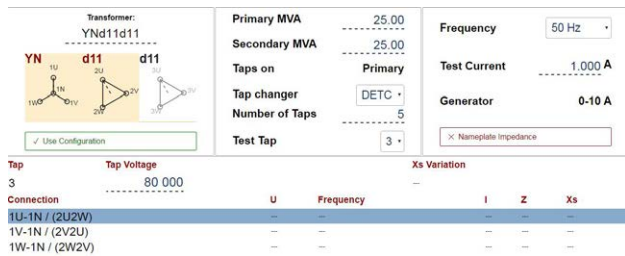 Transformer:
YNd11d11
YN d11 d11
1U 2U 3U
1N 2V
1W 1V 2W 3W
✓ Use Configuration
Primary MVA 25.00
Secondary MVA 25.00
Taps on Primary
Tap changer DETC
Number of Taps 5
Test Tap 3
Frequency 50 Hz
Test Current 1.000 A
Generator 0-10 A
× Nameplate Impedance
Tap Tap Voltage Xs Variation
3 80 000 –
Connection U Frequency I Z Xs
1U-1N / (2U2W) – – – – –
1V-1N / (2V2U) – – – – –
1W-1N / (2W2V) – – – – –